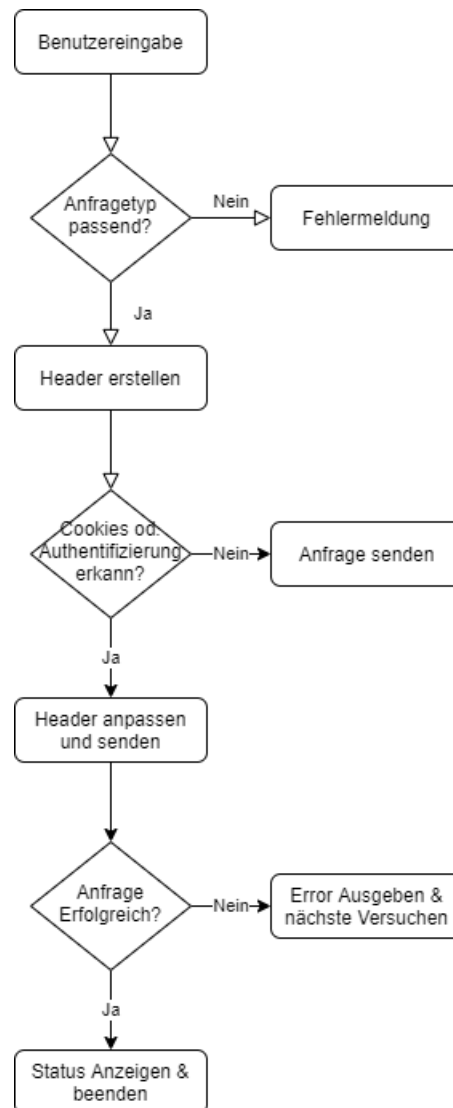 Benutzereingabe
Anfragetyp
passend?
Nein
Fehlermeldung
Ja
Header erstellen
Cookies od.
Authentifizierung
erkann?
Nein
Anfrage senden
Ja
Header anpassen
und senden
Anfrage
Erfolgreich?
Nein
Error Ausgeben &
nächste Versuchen
Ja
Status Anzeigen &
beenden